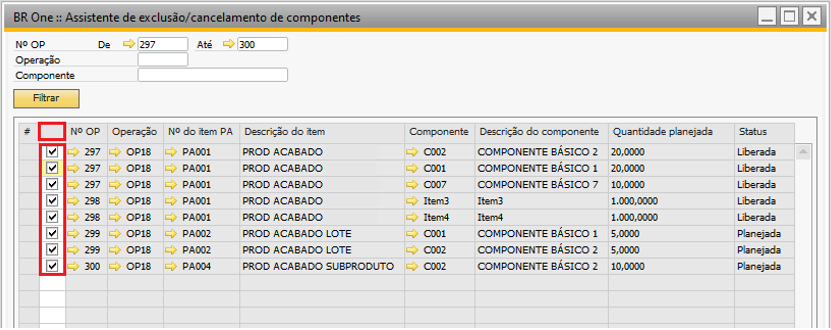 BR One :: Assistente de exclusão/cancelamento de componentes
Nº OP De 297 Até 300
Operação
Componente
Filtrar
# Nº OP Operação Nº do item PA Descrição do item Componente Descrição do componente Quantidade planejada Status
297 OP18 PA001 PROD ACABADO C002 COMPONENTE BÁSICO 2 20,0000 Liberada
297 OP18 PA001 PROD ACABADO C001 COMPONENTE BÁSICO 1 20,0000 Liberada
297 OP18 PA001 PROD ACABADO C007 COMPONENTE BÁSICO 7 10,0000 Liberada
298 OP18 PA001 PROD ACABADO Item3 Item3 1.000,0000 Liberada
298 OP18 PA001 PROD ACABADO Item4 Item4 1.000,0000 Liberada
299 OP18 PA002 PROD ACABADO LOTE C001 COMPONENTE BÁSICO 1 5,0000 Planejada
299 OP18 PA002 PROD ACABADO LOTE C002 COMPONENTE BÁSICO 2 5,0000 Planejada
300 OP18 PA004 PROD ACABADO SUBPRODUTO C002 COMPONENTE BÁSICO 2 10,0000 Planejada